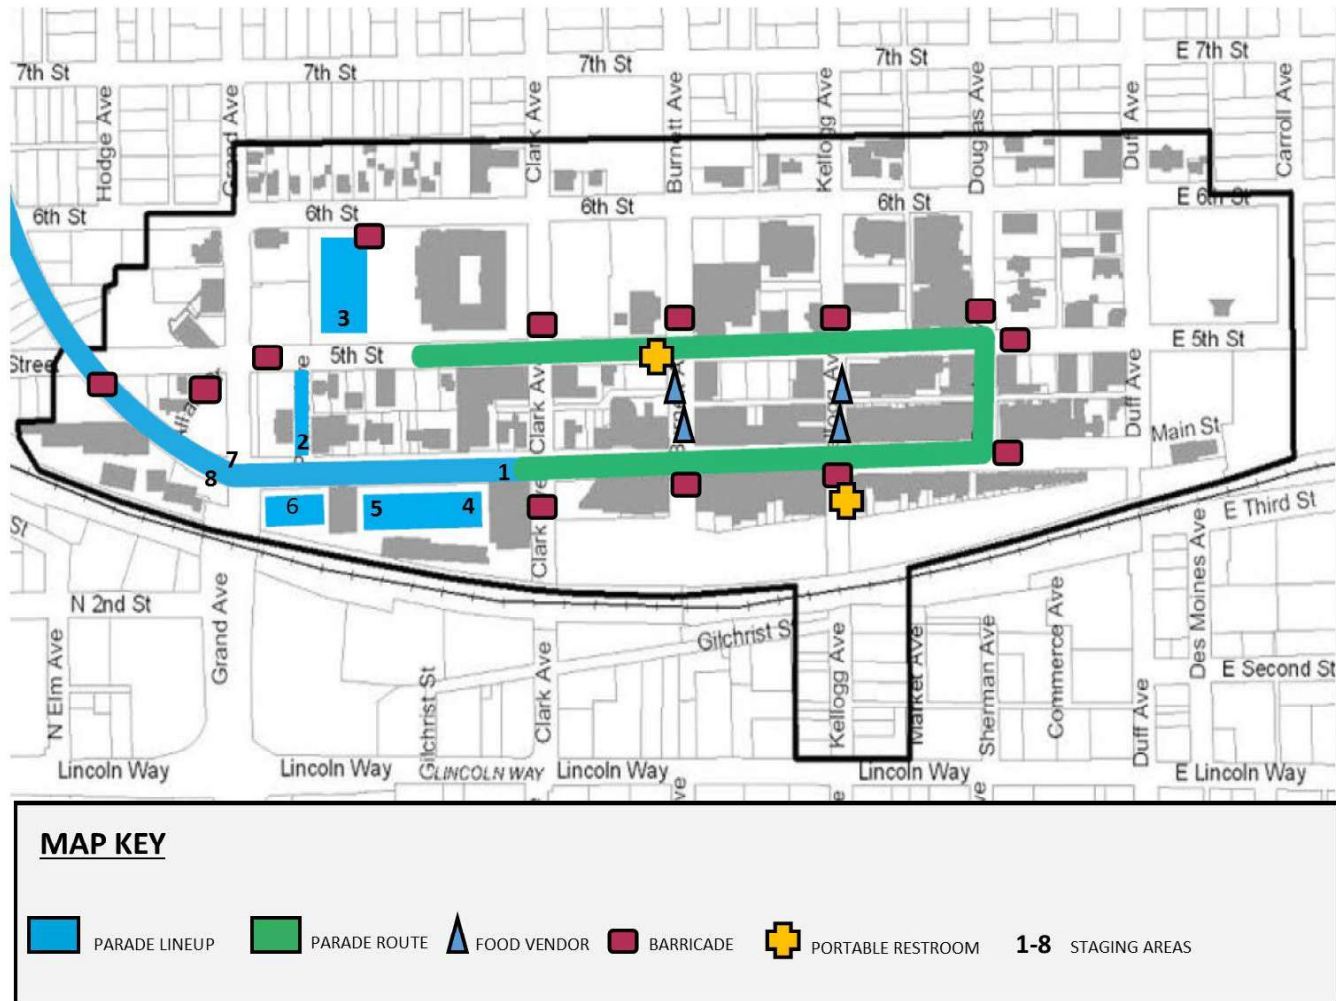 E 7th St
7th St
7th St
7th St
7th St
Hodge Ave
Grand Ave
Clark Ave
Burnett Ave
Kellogg Ave
Douglas Ave
Duff Ave
Carroll Ave
6th St
6th St
6th St
6th St
E 6th St
3
5th St
E 5th St
Clark Ave
Duff Ave
Main St
2
7
8
1
6
5
4
Clark Ave
E Third St
St
N 2nd St
Grand Ave
N Elm Ave
Gilchrist St
Clark Ave
Gilchrist St
Kellogg Ave
Market Ave
Sherman Ave
Commerce Ave
Duff Ave
Des Moines Ave
E Second St
Lincoln Way
Lincoln Way
LINCOLN WAY
Lincoln Way
Lincoln Way
E Lincoln Way
MAP KEY
PARADE LINEUP
PARADE ROUTE
FOOD VENDOR
BARRICADE
PORTABLE RESTROOM
1-8 STAGING AREAS